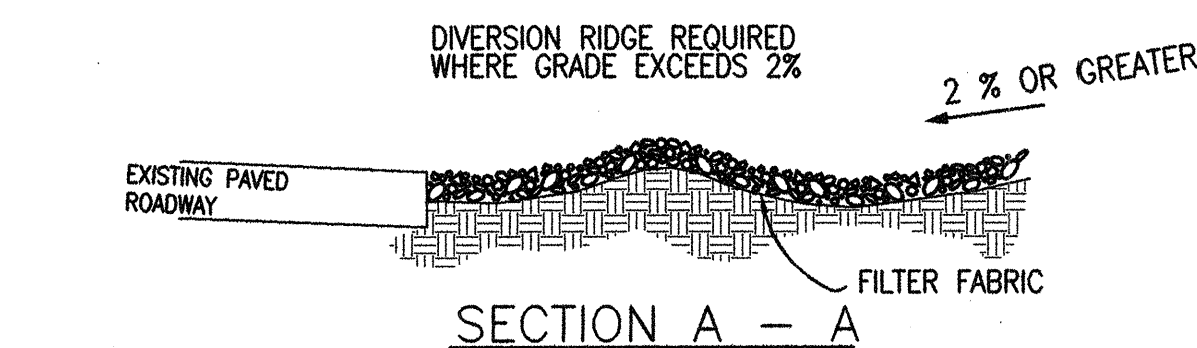 DIVERSION RIDGE REQUIRED
WHERE GRADE EXCEEDS 2%
2 % OR GREATER
EXISTING PAVED
ROADWAY
FILTER FABRIC
SECTION A - A